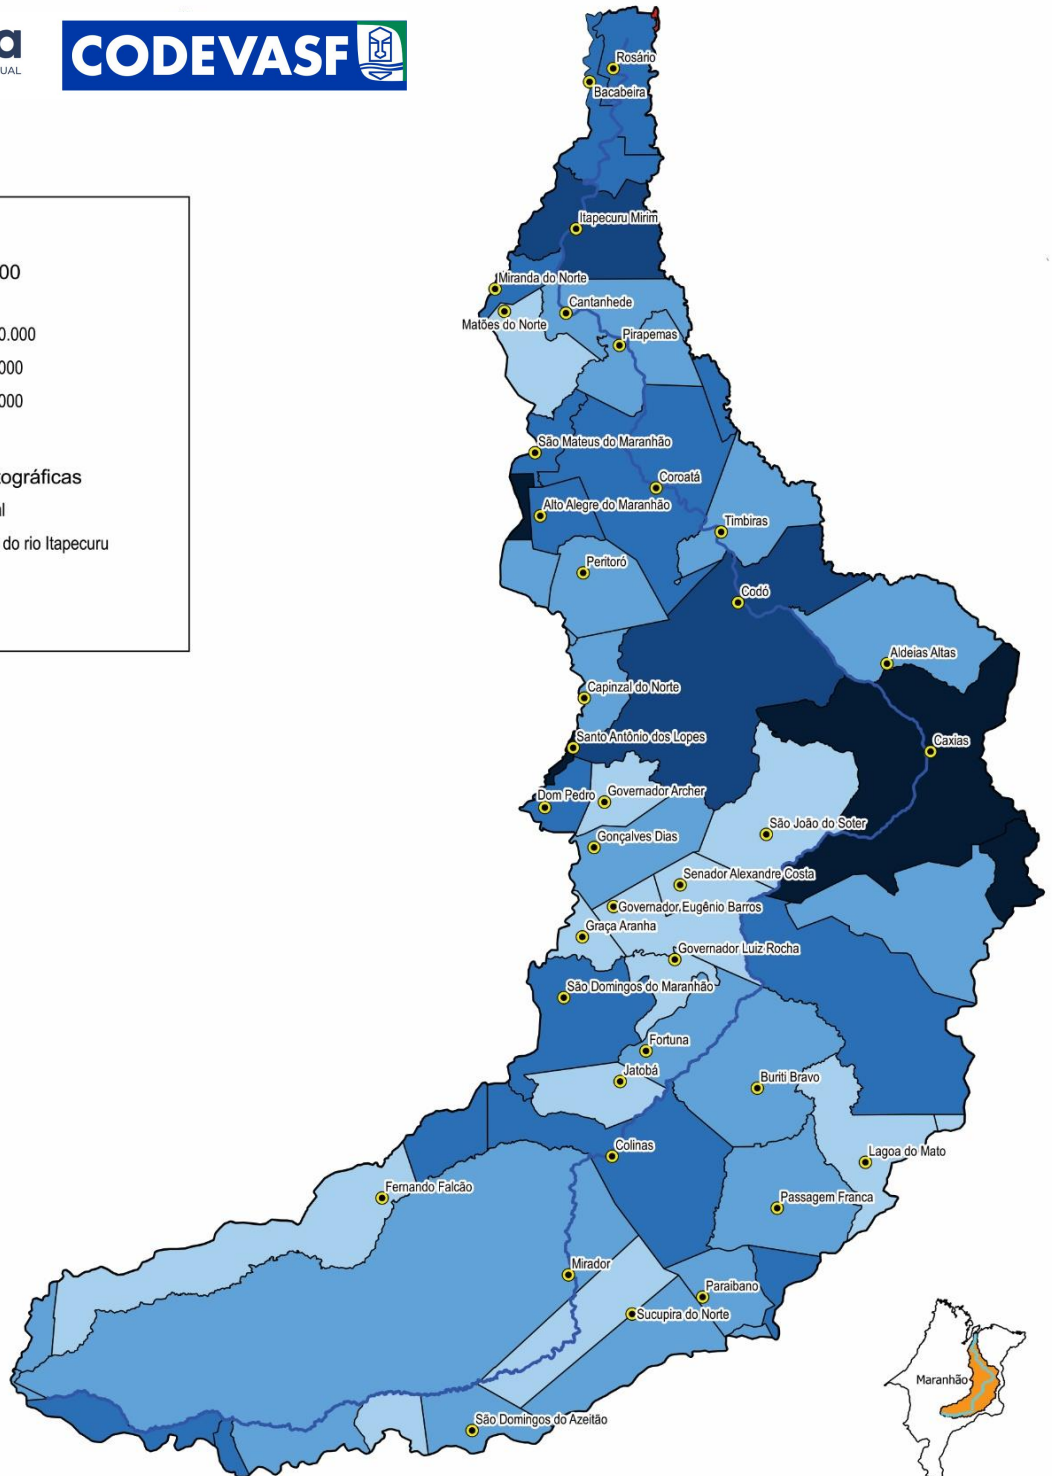 a
UAL
CODEVASF
Rosário
Bacabeira
Itapecuru Mirim
00
Miranda do Norte
Cantanhede
Matões do Norte
0.000
Pirapemas
000
000
São Mateus do Maranhão
tográficas
Coroatá
l
Alto Alegre do Maranhão
Timbiras
do rio Itapecuru
Peritoró
Codó
Aldeias Altas
Capinzal do Norte
Santo Antônio dos Lopes
Caxias
Dom Pedro
Governador Archer
São João do Soter
Gonçalves Dias
Senador Alexandre Costa
Governador Eugênio Barros
Graça Aranha
Governador Luiz Rocha
São Domingos do Maranhão
Fortuna
Jatobá
Buriti Bravo
Colinas
Lagoa do Mato
Fernando Falcão
Passagem Franca
Mirador
Paraibano
Sucupira do Norte
Maranhão
São Domingos do Azeitão